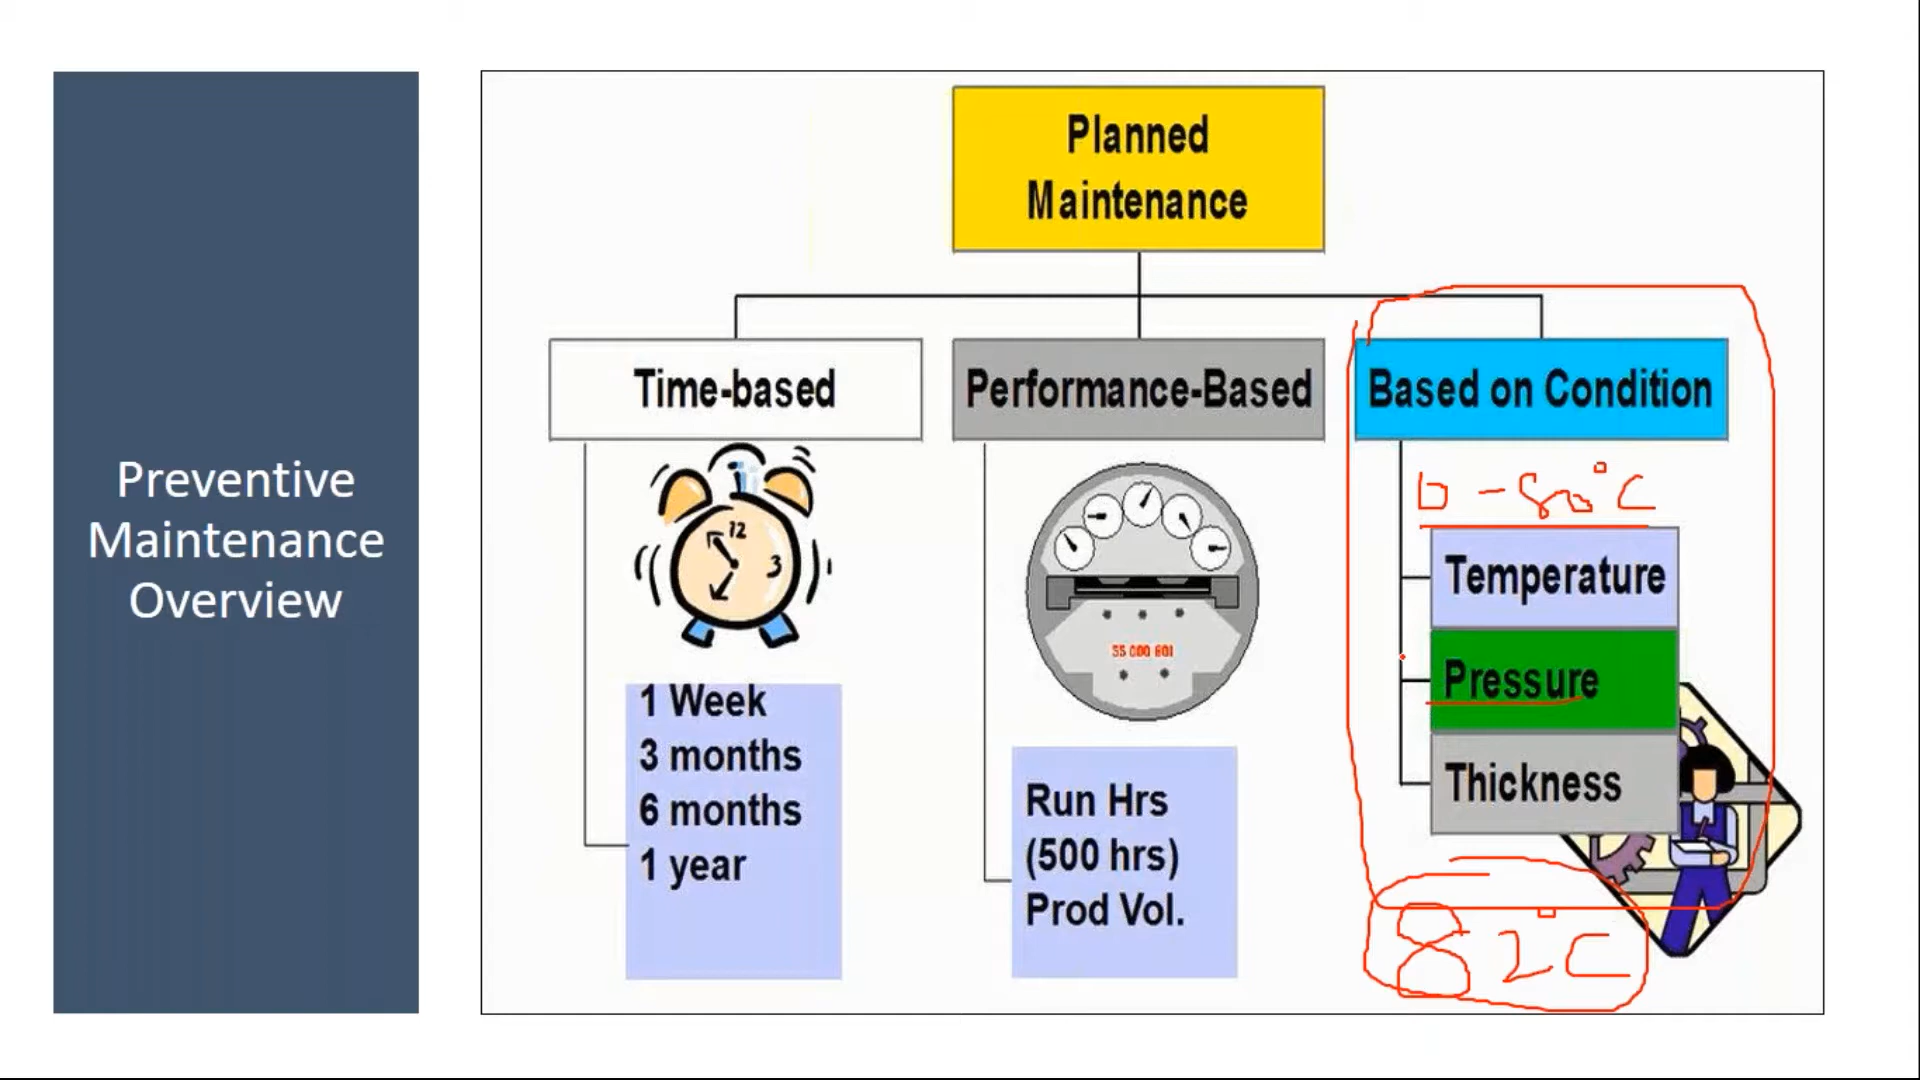 Preventive
Maintenance
Overview
Planned
Maintenance
Time-based
Performance-Based
Based on Condition
12
3
1 Week
3 months
6 months
1 year
Run Hrs
(500 hrs)
Prod Vol.
Temperature
Pressure
Thickness
82°C